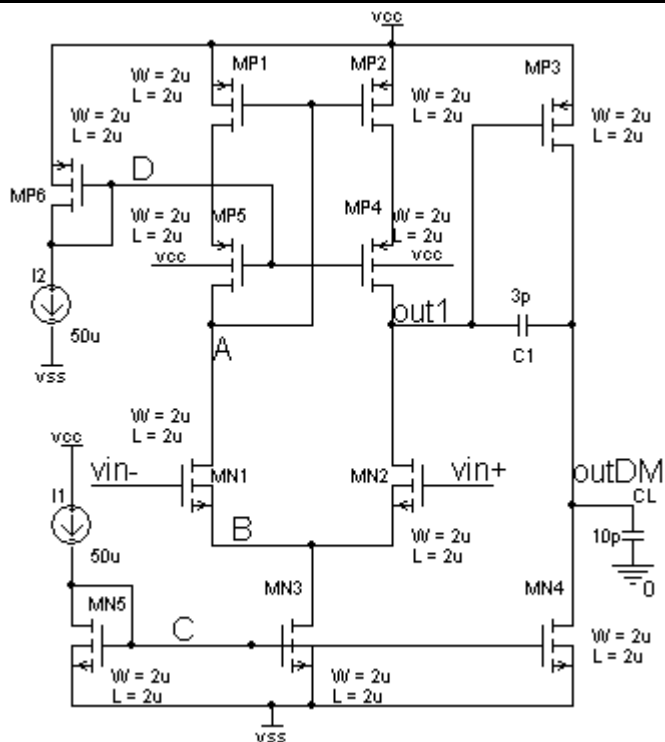 vcc
MP1
MP2
MP3
W = 2u
L = 2u
W = 2u
L = 2u
W = 2u
L = 2u
W = 2u
L = 2u
D
MP6
MP5
MP4
W = 2u
L = 2u
W = 2u
L = 2u
vcc
vcc
I2
50u
vss
out1
3p
C1
A
W = 2u
L = 2u
vcc
vin-
MN1
MN2
vin+
outDM
CL
I1
50u
B
W = 2u
L = 2u
10p
0
MN5
C
MN3
MN4
W = 2u
L = 2u
W = 2u
L = 2u
W = 2u
L = 2u
vss